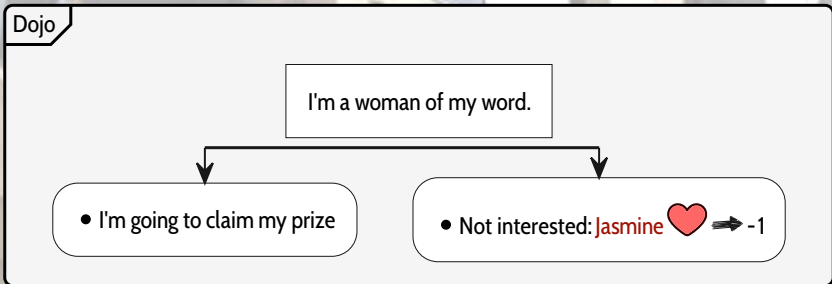 Dojo
I'm a woman of my word.
• I'm going to claim my prize
• Not interested: Jasmine -1